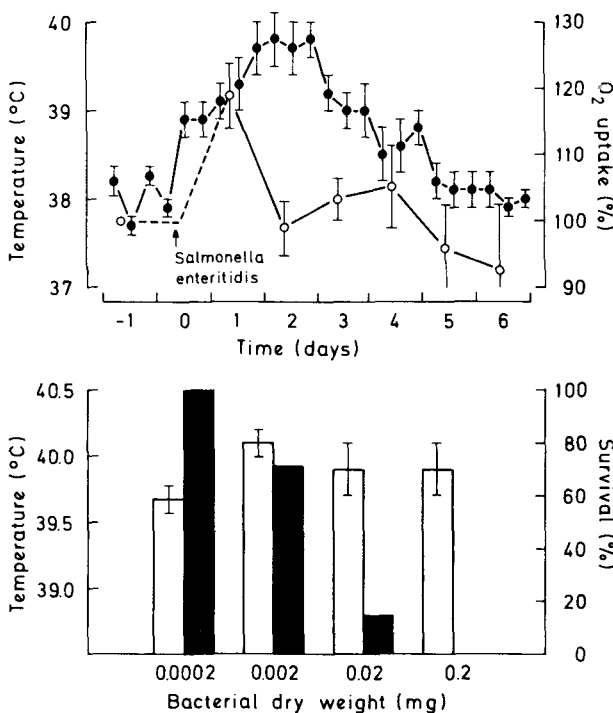 40
39
38
37
Temperature (°C)
130
120
110
100
90
O2 uptake (%)
Salmonella
enteritidis
-1 0 1 2 3 4 5 6
Time (days)
40.5
40.0
39.5
39.0
Temperature (°C)
100
80
60
40
20
0
Survival (%)
0.0002 0.002 0.02 0.2
Bacterial dry weight (mg)